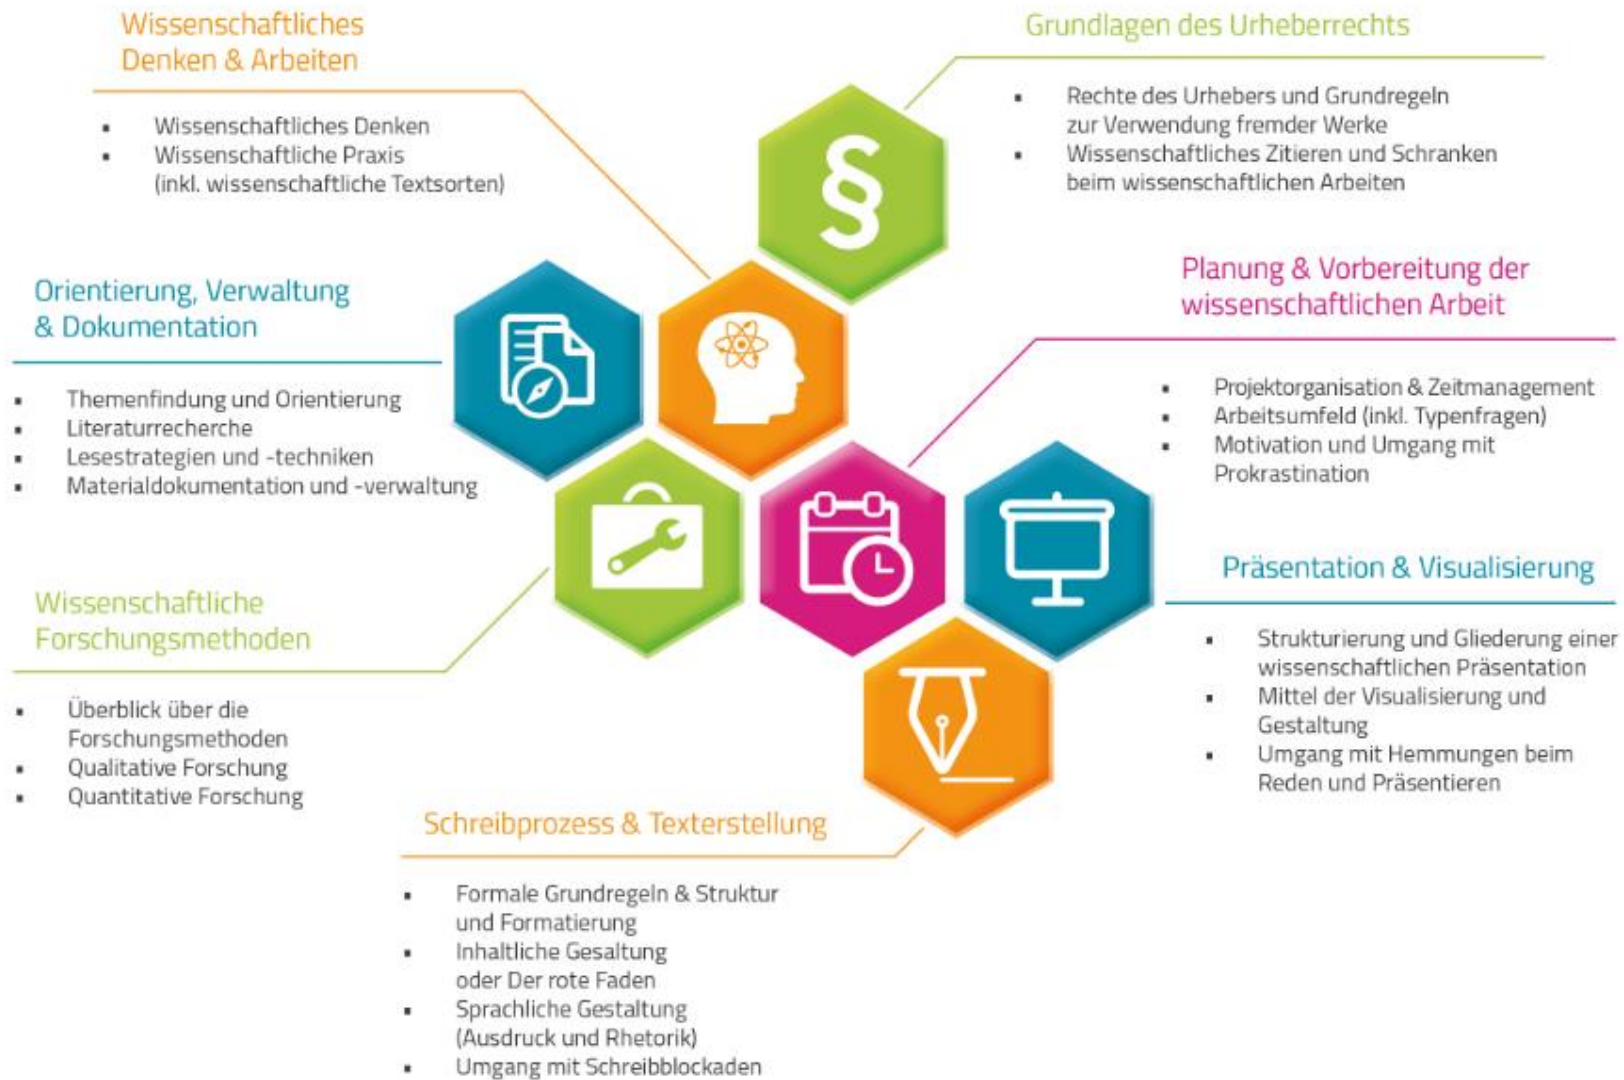 Wissenschaftliches
Denken & Arbeiten
▪ Wissenschaftliches Denken
▪ Wissenschaftliche Praxis
(inkl. wissenschaftliche Textsorten)
Grundlagen des Urheberrechts
▪ Rechte des Urhebers und Grundregeln
zur Verwendung fremder Werke
▪ Wissenschaftliches Zitieren und Schranken
beim wissenschaftlichen Arbeiten
§
Orientierung, Verwaltung
& Dokumentation
▪ Themenfindung und Orientierung
▪ Literaturrecherche
▪ Lesestrategien und -techniken
▪ Materialdokumentation und -verwaltung
Planung & Vorbereitung der
wissenschaftlichen Arbeit
▪ Projektorganisation & Zeitmanagement
▪ Arbeitsumfeld (inkl. Typenfragen)
▪ Motivation und Umgang mit
Prokrastination
Wissenschaftliche
Forschungsmethoden
▪ Überblick über die
Forschungsmethoden
▪ Qualitative Forschung
▪ Quantitative Forschung
Präsentation & Visualisierung
▪ Strukturierung und Gliederung einer
wissenschaftlichen Präsentation
▪ Mittel der Visualisierung und
Gestaltung
▪ Umgang mit Hemmungen beim
Reden und Präsentieren
Schreibprozess & Texterstellung
▪ Formale Grundregeln & Struktur
und Formatierung
▪ Inhaltliche Gesaltung
oder Der rote Faden
▪ Sprachliche Gestaltung
(Ausdruck und Rhetorik)
▪ Umgang mit Schreibblockaden